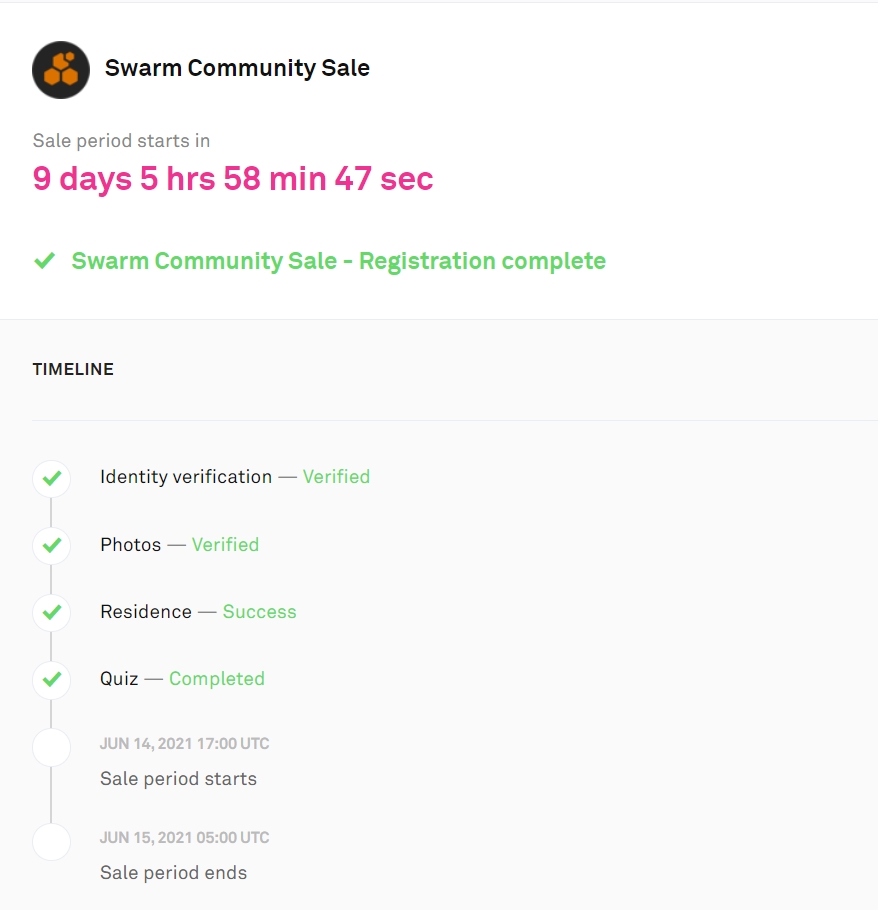 Swarm Community Sale
Sale period starts in
9 days 5 hrs 58 min 47 sec
Swarm Community Sale - Registration complete
TIMELINE
Identity verification — Verified
Photos — Verified
Residence — Success
Quiz — Completed
JUN 14, 2021 17:00 UTC
Sale period starts
JUN 15, 2021 05:00 UTC
Sale period ends